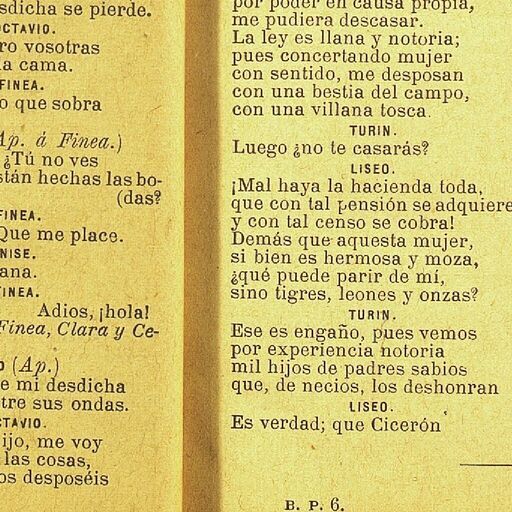 sdicha se pierde.
OCTAVIO.
ro vosotras
la cama.
FINEA.
o que sobra
Ap. á Finea.)
¿Tú no ves
stán hechas las bo-
(das?
FINEA.
Que me place.
NISE.
ana.
FINEA.
Adios, ¡hola!
Finea, Clara y Ce-
o (Ap.)
e mi desdicha
tre sus ondas.
CTAVIO.
ijo, me voy
las cosas,
os desposéis
por poder en causa propia,
me pudiera descasar.
La ley es llana y notoria;
pues concertando mujer
con sentido, me desposan
con una bestia del campo,
con una villana tosca.
TURIN.
Luego ¿no te casarás?
LISEO.
¡Mal haya la hacienda toda,
que con tal pensión se adquiere
y con tal censo se cobra!
Demás que aquesta mujer,
si bien es hermosa y moza,
¿qué puede parir de mí,
sino tigres, leones y onzas?
TURIN.
Ese es engaño, pues vemos
por experiencia notoria
mil hijos de padres sabios
que, de necios, los deshonran
LISEO.
Es verdad; que Cicerón
B. P. 6.